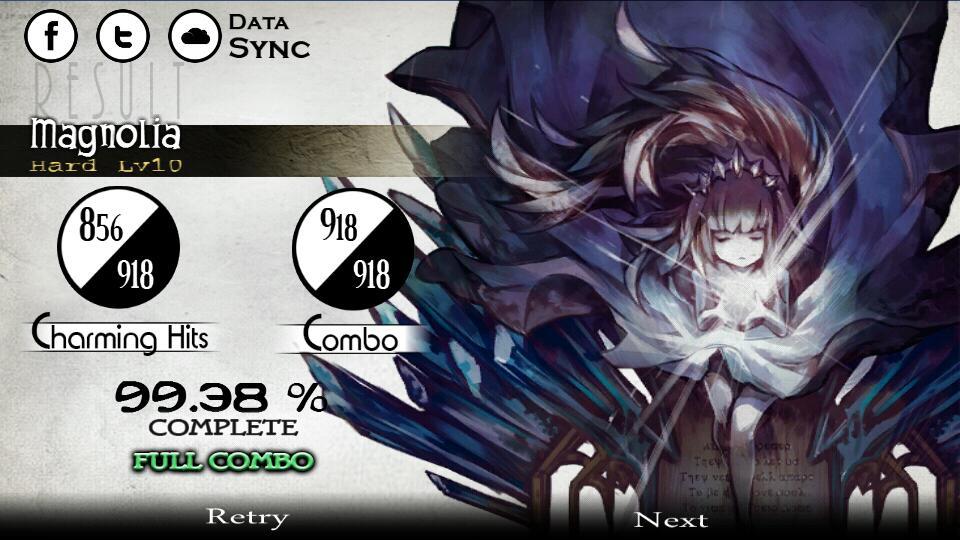 f
t
Data
Sync
RESULT
Magnolia
Hard Lv10
856
918
918
918
Charming Hits
Combo
99.38 %
COMPLETE
FULL COMBO
Retry
Next